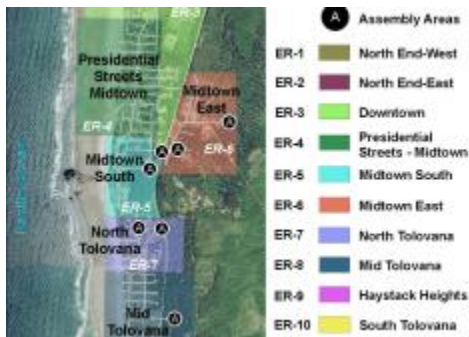 ER-3
Presidential
Streets
Midtown
Midtown
East
A
ER-4
A
A
ER-6
Midtown
South
A
ER-5
A
A
North
Tolovana
ER-7
Mid
Tolovana
A
A Assembly Areas
ER-1 North End-West
ER-2 North End-East
ER-3 Downtown
ER-4 Presidential
Streets - Midtown
ER-5 Midtown South
ER-6 Midtown East
ER-7 North Tolovana
ER-8 Mid Tolovana
ER-9 Haystack Heights
ER-10 South Tolovana